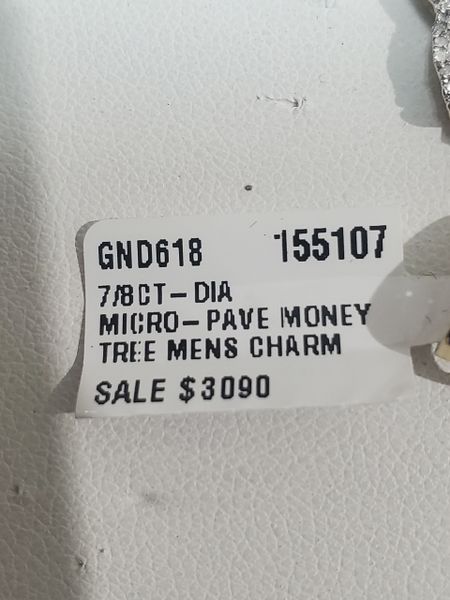 GND618 155107
7/8CT-DIA
MICRO-PAVE MONEY
TREE MENS CHARM
SALE $3090